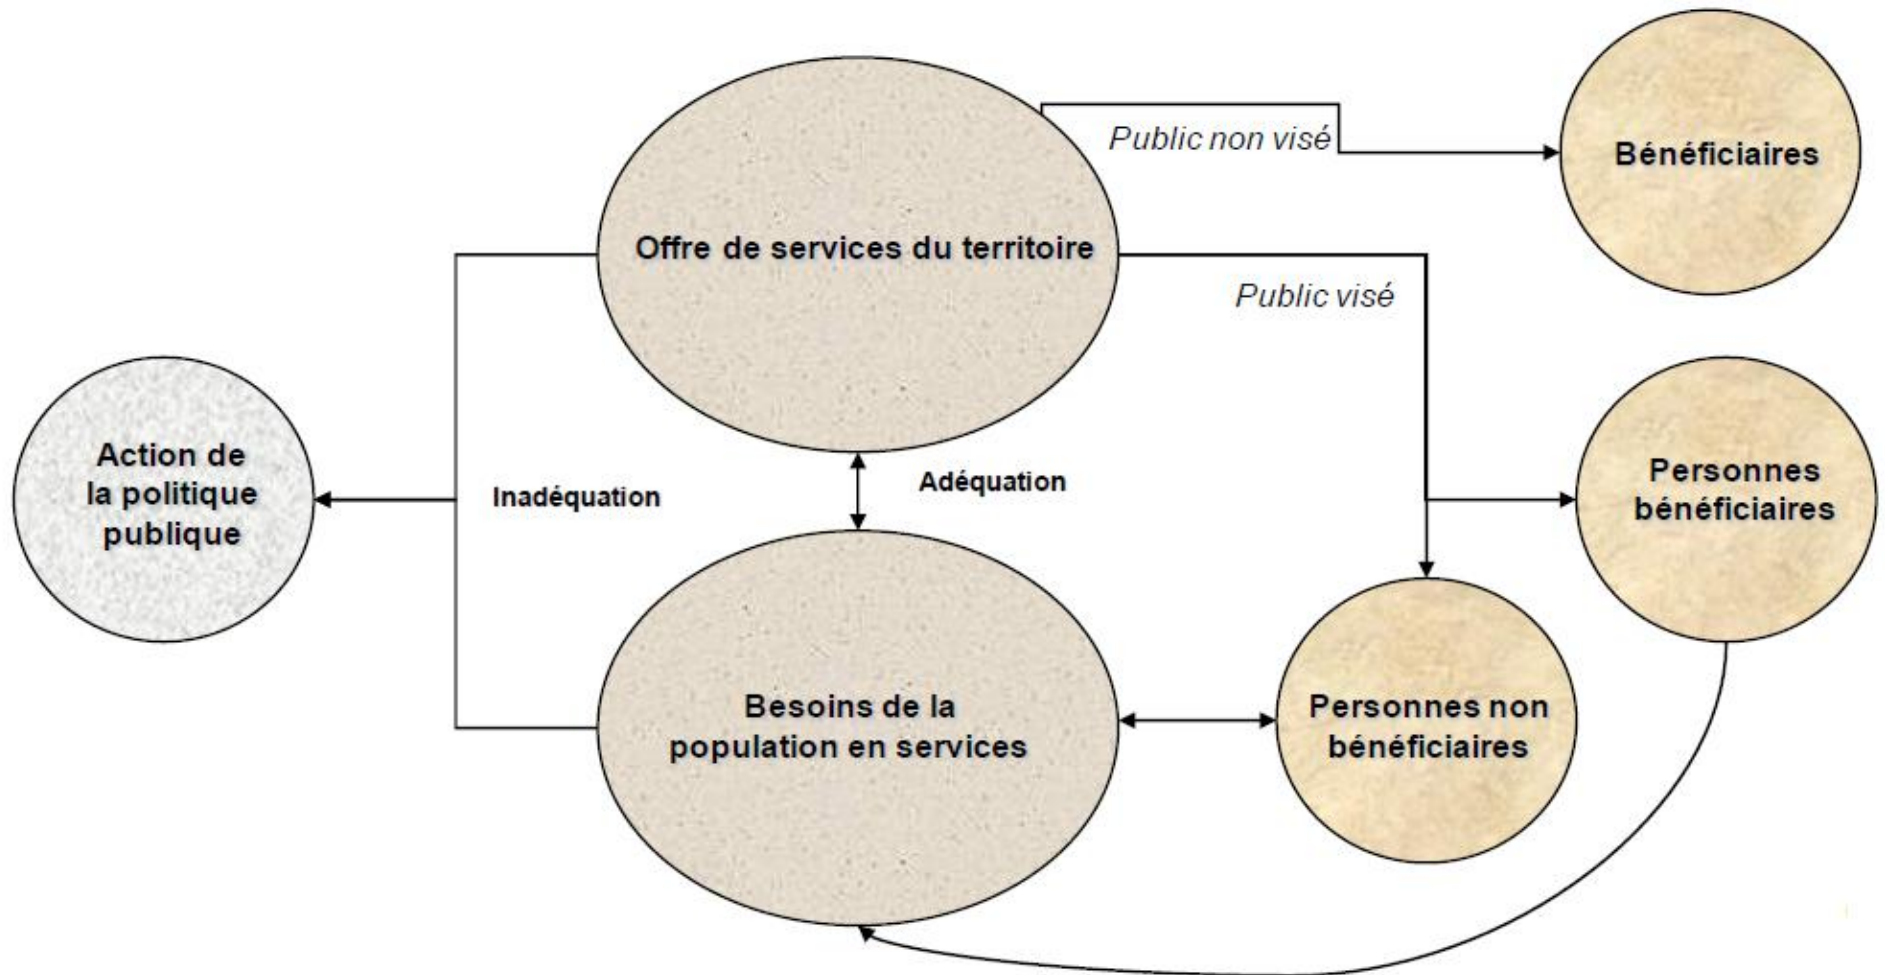 Public non visé
Bénéficiaires
Offre de services du territoire
Public visé
Action de
la politique
publique
Inadéquation
Adéquation
Personnes
bénéficiaires
Besoins de la
population en services
Personnes non
bénéficiaires